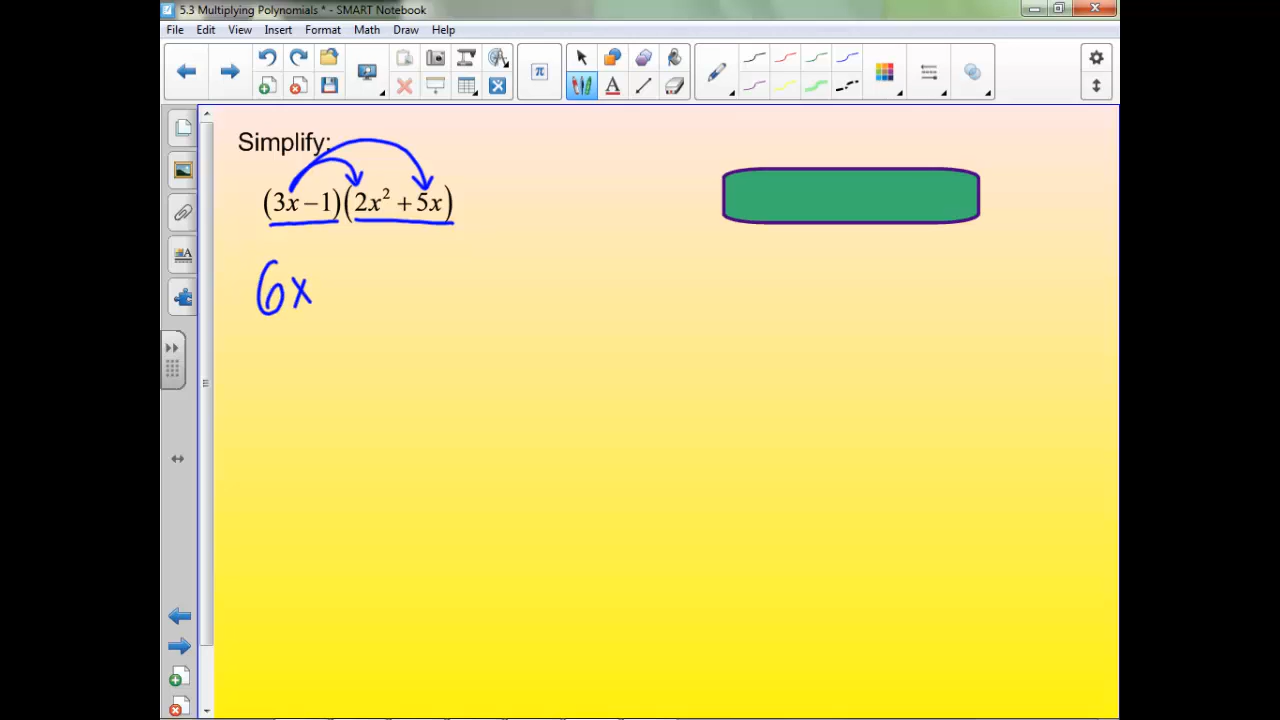 5.3 Multiplying Polynomials * - SMART Notebook
File Edit View Insert Format Math Draw Help
π
A
A
Simplify:
(3x − 1)(2x² + 5x)
6x